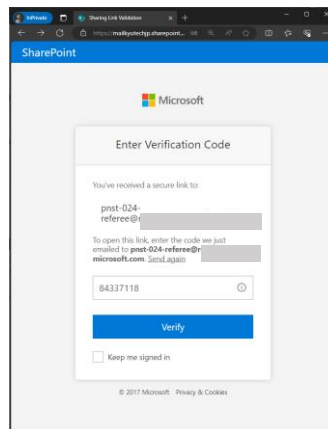 InPrivate
Sharing Link Validation
https://mailkyutechjp.sharepoint...
SharePoint
Microsoft
Enter Verification Code
You've received a secure link to:
pnst-024-
referee@
To open this link, enter the code we just
emailed to pnst-024-referee@
microsoft.com. Send again
84337118
Verify
Keep me signed in
© 2017 Microsoft Privacy & Cookies